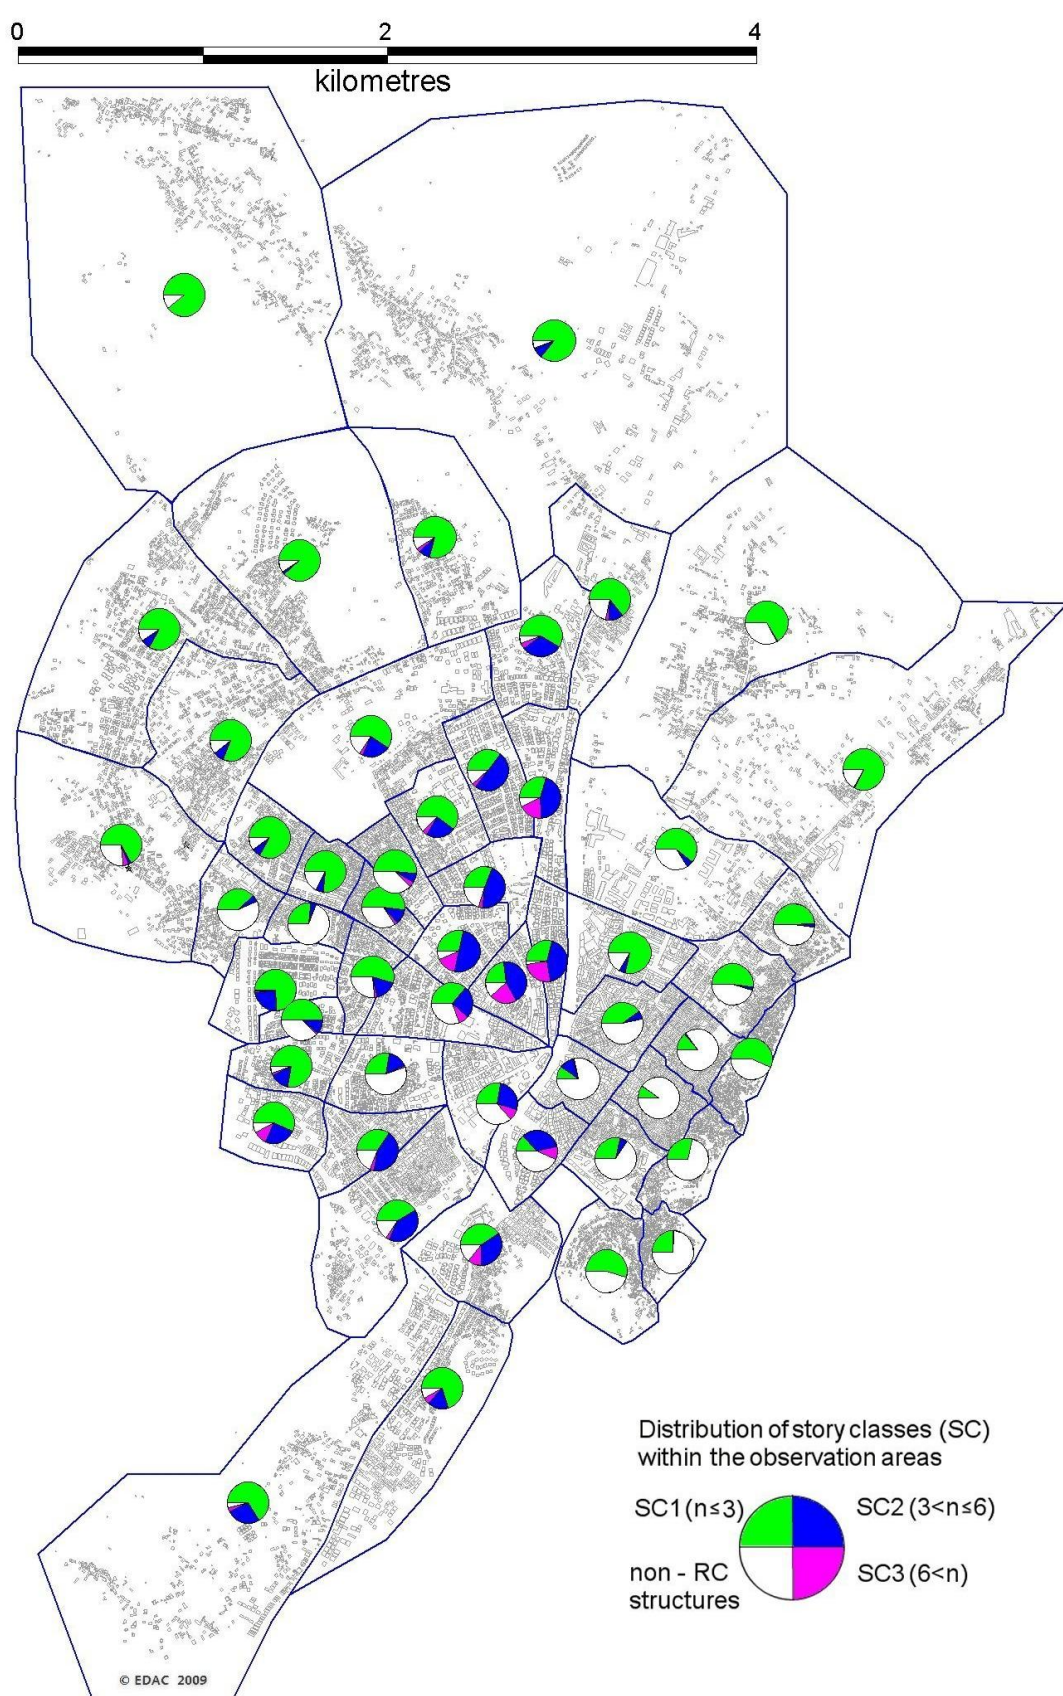 0 2 4
kilometres
Distribution of story classes (SC)
within the observation areas
SC1 (n≤3) SC2 (3<n≤6)
non - RC SC3 (6<n)
structures
© EDAC 2009